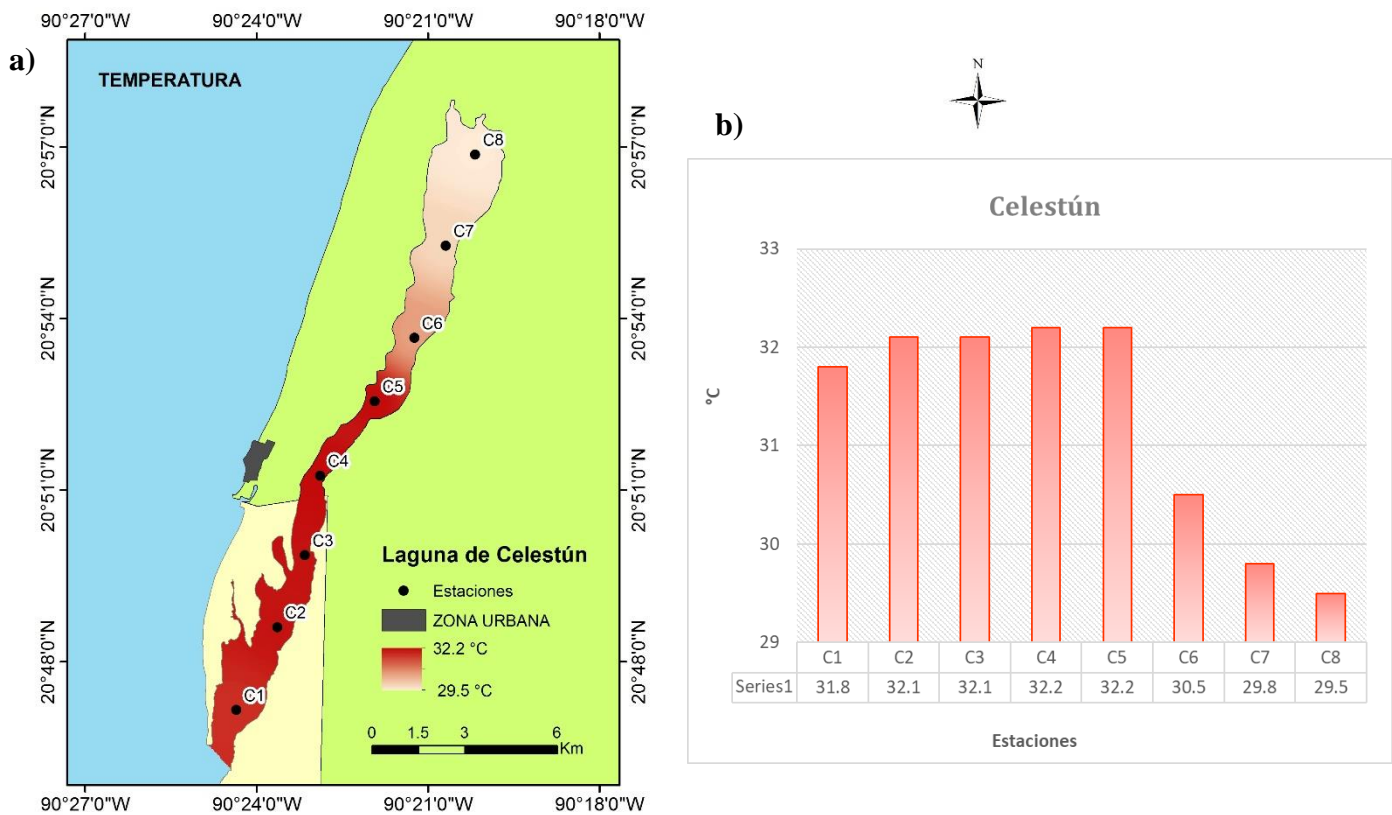 90°27'0"W 90°24'0"W 90°21'0"W 90°18'0"W
a)
TEMPERATURA
20°57'0"N
20°54'0"N
20°51'0"N
20°48'0"N
C8
C7
C6
C5
C4
C3
C2
C1
Laguna de Celestún
Estaciones
ZONA URBANA
32.2 °C
29.5 °C
0 1.5 3 6
Km
20°57'0"N
20°54'0"N
20°51'0"N
20°48'0"N
90°27'0"W 90°24'0"W 90°21'0"W 90°18'0"W
N
b)
Celestún
33
32
31
30
29
°C
C1 C2 C3 C4 C5 C6 C7 C8
Series1 31.8 32.1 32.1 32.2 32.2 30.5 29.8 29.5
Estaciones